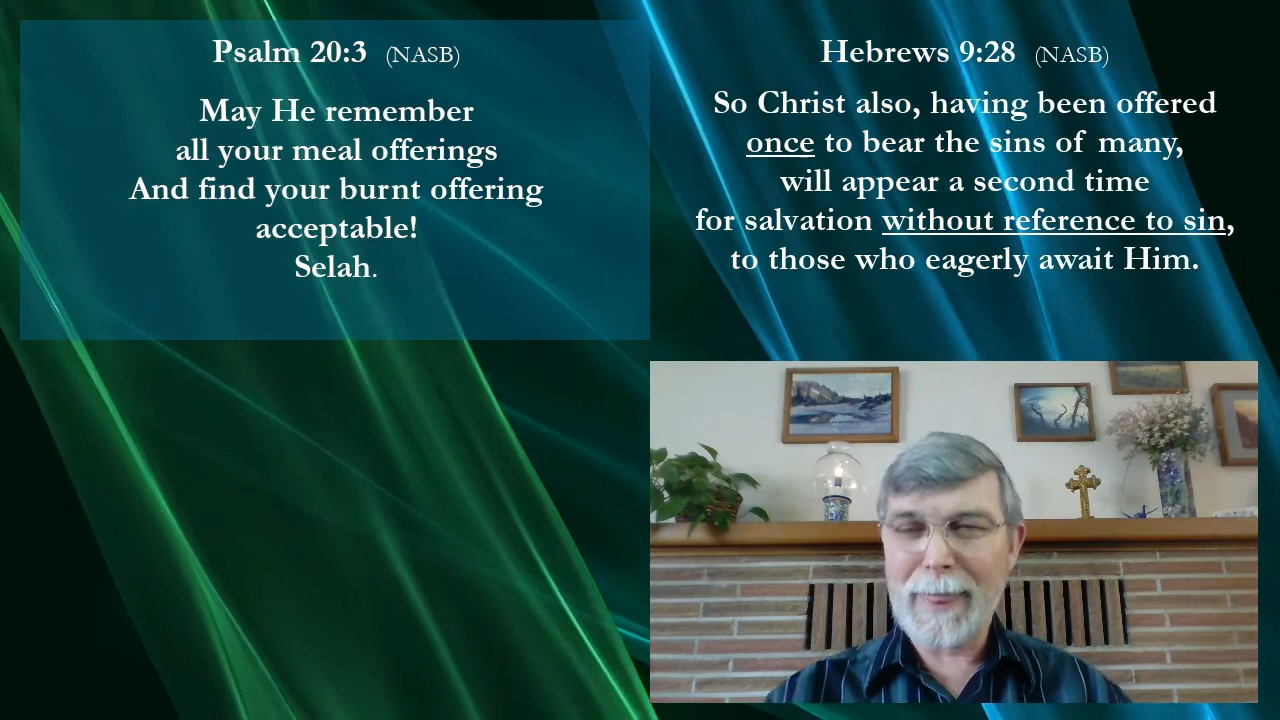 Psalm 20:3 (NASB)
May He remember
all your meal offerings
And find your burnt offering
acceptable!
Selah.
Hebrews 9:28 (NASB)
So Christ also, having been offered
once to bear the sins of many,
will appear a second time
for salvation without reference to sin,
to those who eagerly await Him.